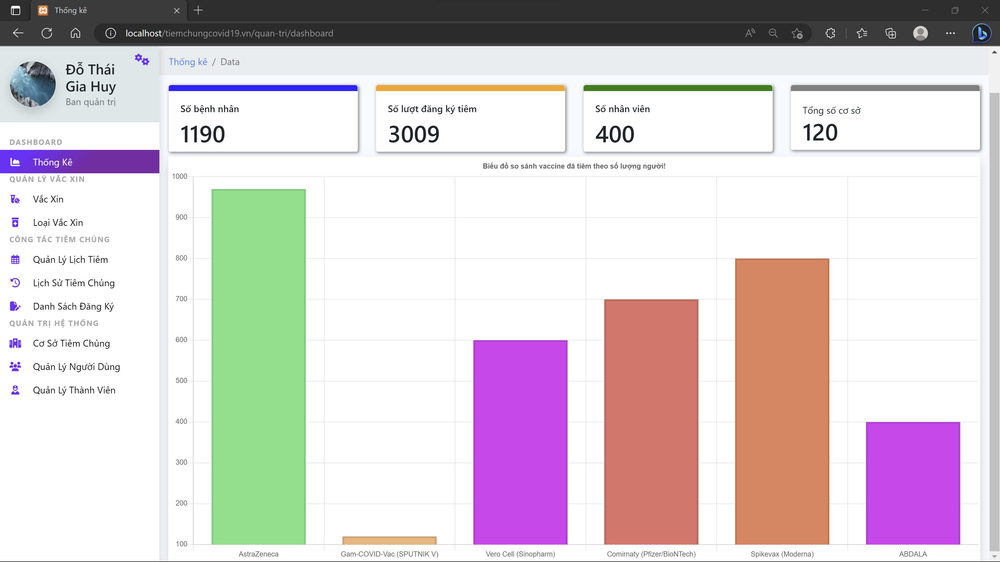 Thống kê
localhost/tiemchungcovid19.vn/quan-tri/dashboard
Đỗ Thái
Gia Huy
Ban quản trị
DASHBOARD
Thống Kê
QUẢN LÝ VẮC XIN
Vắc Xin
Loại Vắc Xin
CÔNG TÁC TIÊM CHỦNG
Quản Lý Lịch Tiêm
Lịch Sử Tiêm Chủng
Danh Sách Đăng Ký
QUẢN TRỊ HỆ THỐNG
Cơ Sở Tiêm Chủng
Quản Lý Người Dùng
Quản Lý Thành Viên
Thống kê / Data
Số bệnh nhân
1190
Số lượt đăng ký tiêm
3009
Số nhân viên
400
Tổng số cơ sở
120
Biểu đồ so sánh vaccine đã tiêm theo số lượng người!
1000
900
800
700
600
500
400
300
200
100
AstraZeneca
Gam-COVID-Vac (SPUTNIK V)
Vero Cell (Sinopharm)
Comirnaty (Pfizer/BioNTech)
Spikevax (Moderna)
ABDALA